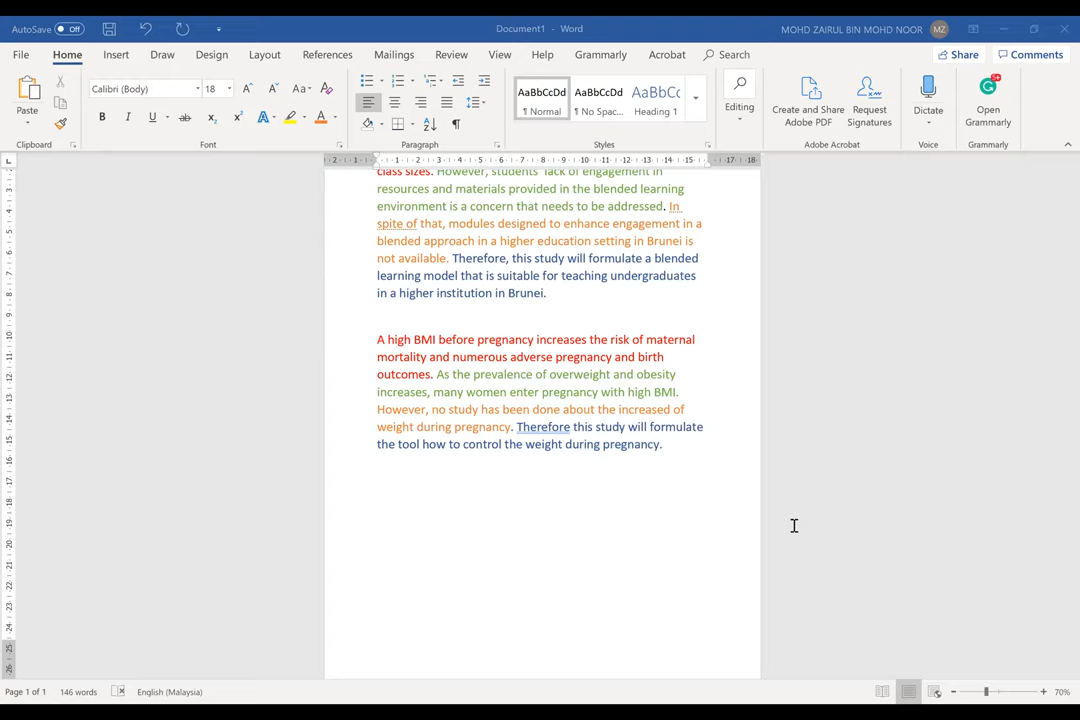 AutoSave Off Document1 - Word MOHD ZAIRUL BIN MOHD NOOR MZ
File Home Insert Draw Design Layout References Mailings Review View Help Grammarly Acrobat Search Share Comments
Paste
Clipboard
Calibri (Body) 18
Font
Paragraph
AaBbCcDd AaBbCcDd AaBbCc
¶ Normal ¶ No Spac... Heading 1
Styles
Editing
Create and Share Adobe PDF
Request Signatures
Adobe Acrobat
Dictate
Voice
Open Grammarly
Grammarly
class sizes. However, students' lack of engagement in
resources and materials provided in the blended learning
environment is a concern that needs to be addressed. In
spite of that, modules designed to enhance engagement in a
blended approach in a higher education setting in Brunei is
not available. Therefore, this study will formulate a blended
learning model that is suitable for teaching undergraduates
in a higher institution in Brunei.
A high BMI before pregnancy increases the risk of maternal
mortality and numerous adverse pregnancy and birth
outcomes. As the prevalence of overweight and obesity
increases, many women enter pregnancy with high BMI.
However, no study has been done about the increased of
weight during pregnancy. Therefore this study will formulate
the tool how to control the weight during pregnancy.
Page 1 of 1 146 words English (Malaysia) 70%